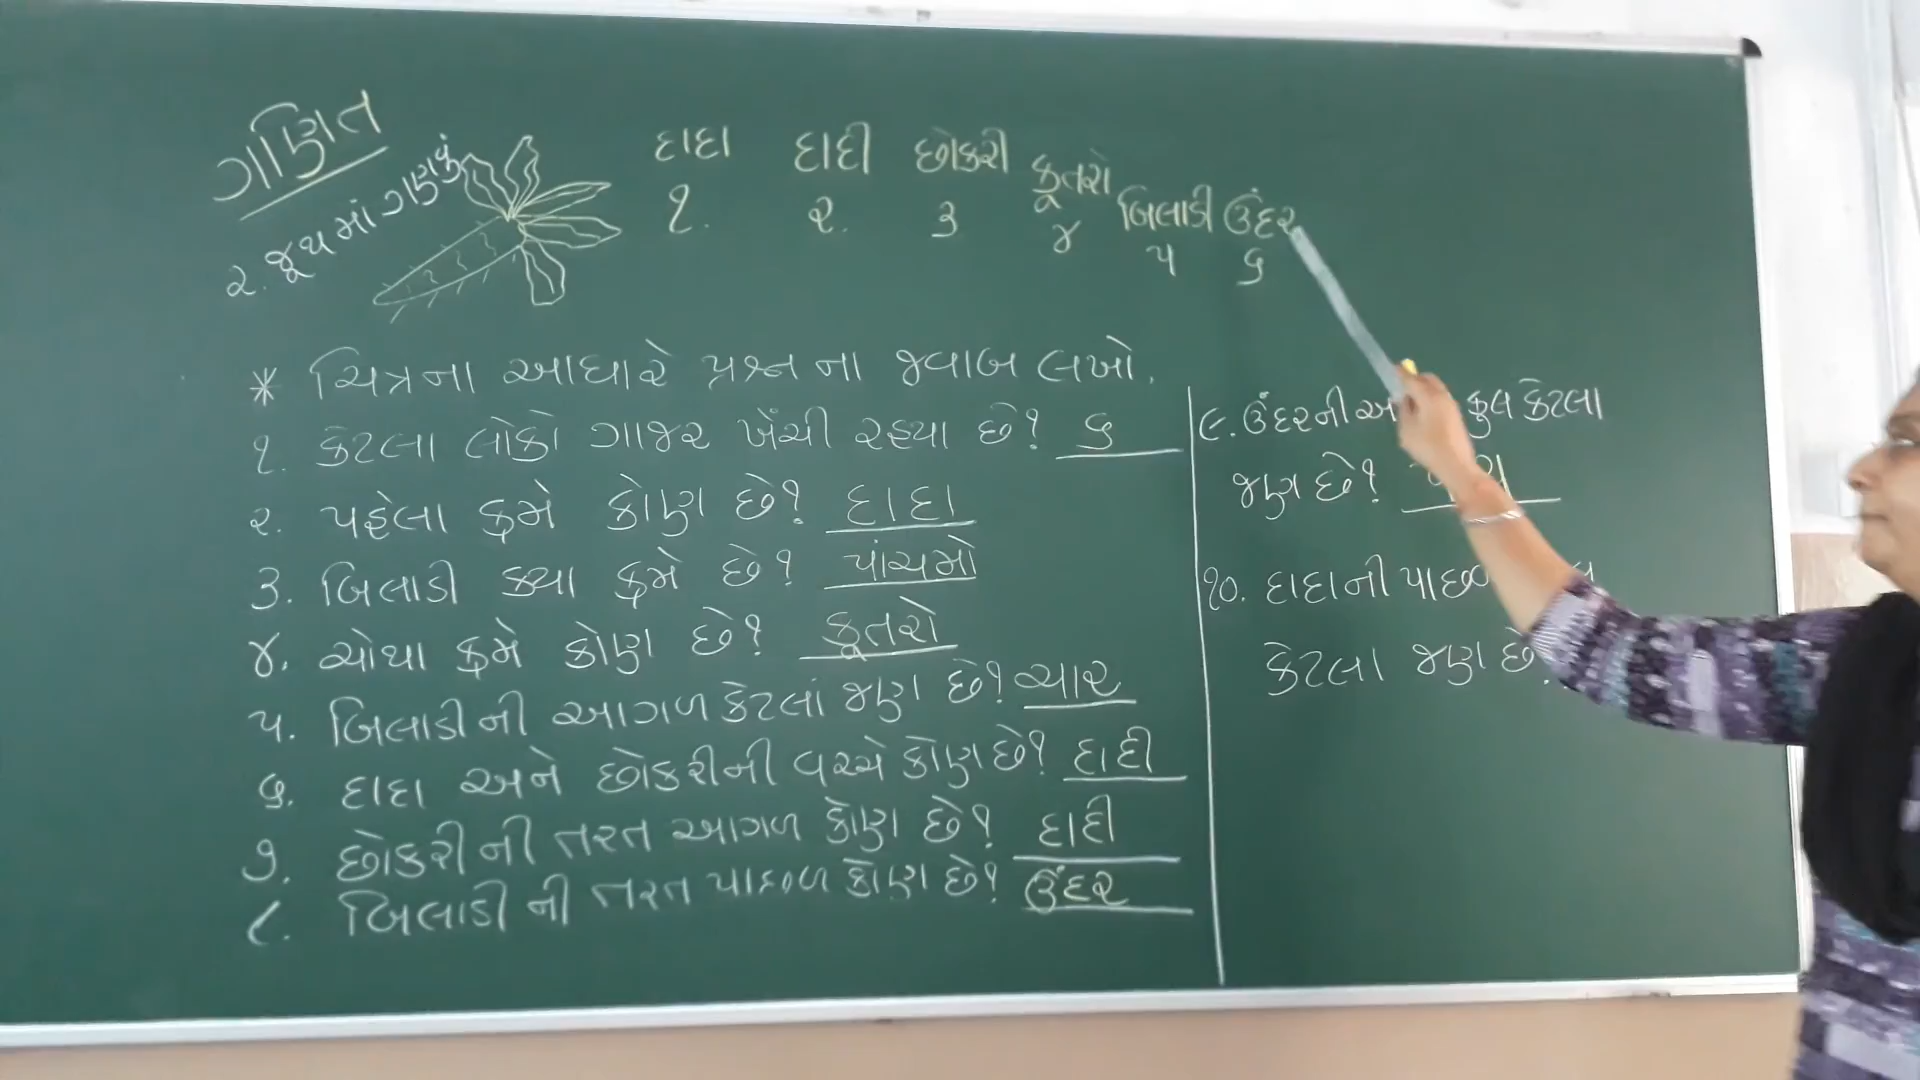 ગણિત
૨. જૂથમાં ગણવું
દાદા દાદી છોકરી કૂતરો બિલાડી ઉંદર
૧. ૨. ૩ ૪ ૫ ૬
* ચિત્રના આધારે પ્રશ્ન ના જવાબ લખો.
૧. કેટલા લોકો ગાજર ખેંચી રહ્યા છે? ૬
૨. પહેલા ક્રમે કોણ છે? દાદા
૩. બિલાડી કયા ક્રમે છે? પાંચમો
૪. ચોથા ક્રમે કોણ છે? કૂતરો
૫. બિલાડીની આગળ કેટલાં જણ છે? ચાર
૬. દાદા અને છોકરીની વચ્ચે કોણ છે? દાદી
૭. છોકરીની તરત આગળ કોણ છે? દાદી
૮. બિલાડી ની તરત પાછળ કોણ છે? ઉંદર
૯. ઉંદરની કુલ કેટલા
જણ છે?
૧૦. દાદાની
કેટલા જણ છે